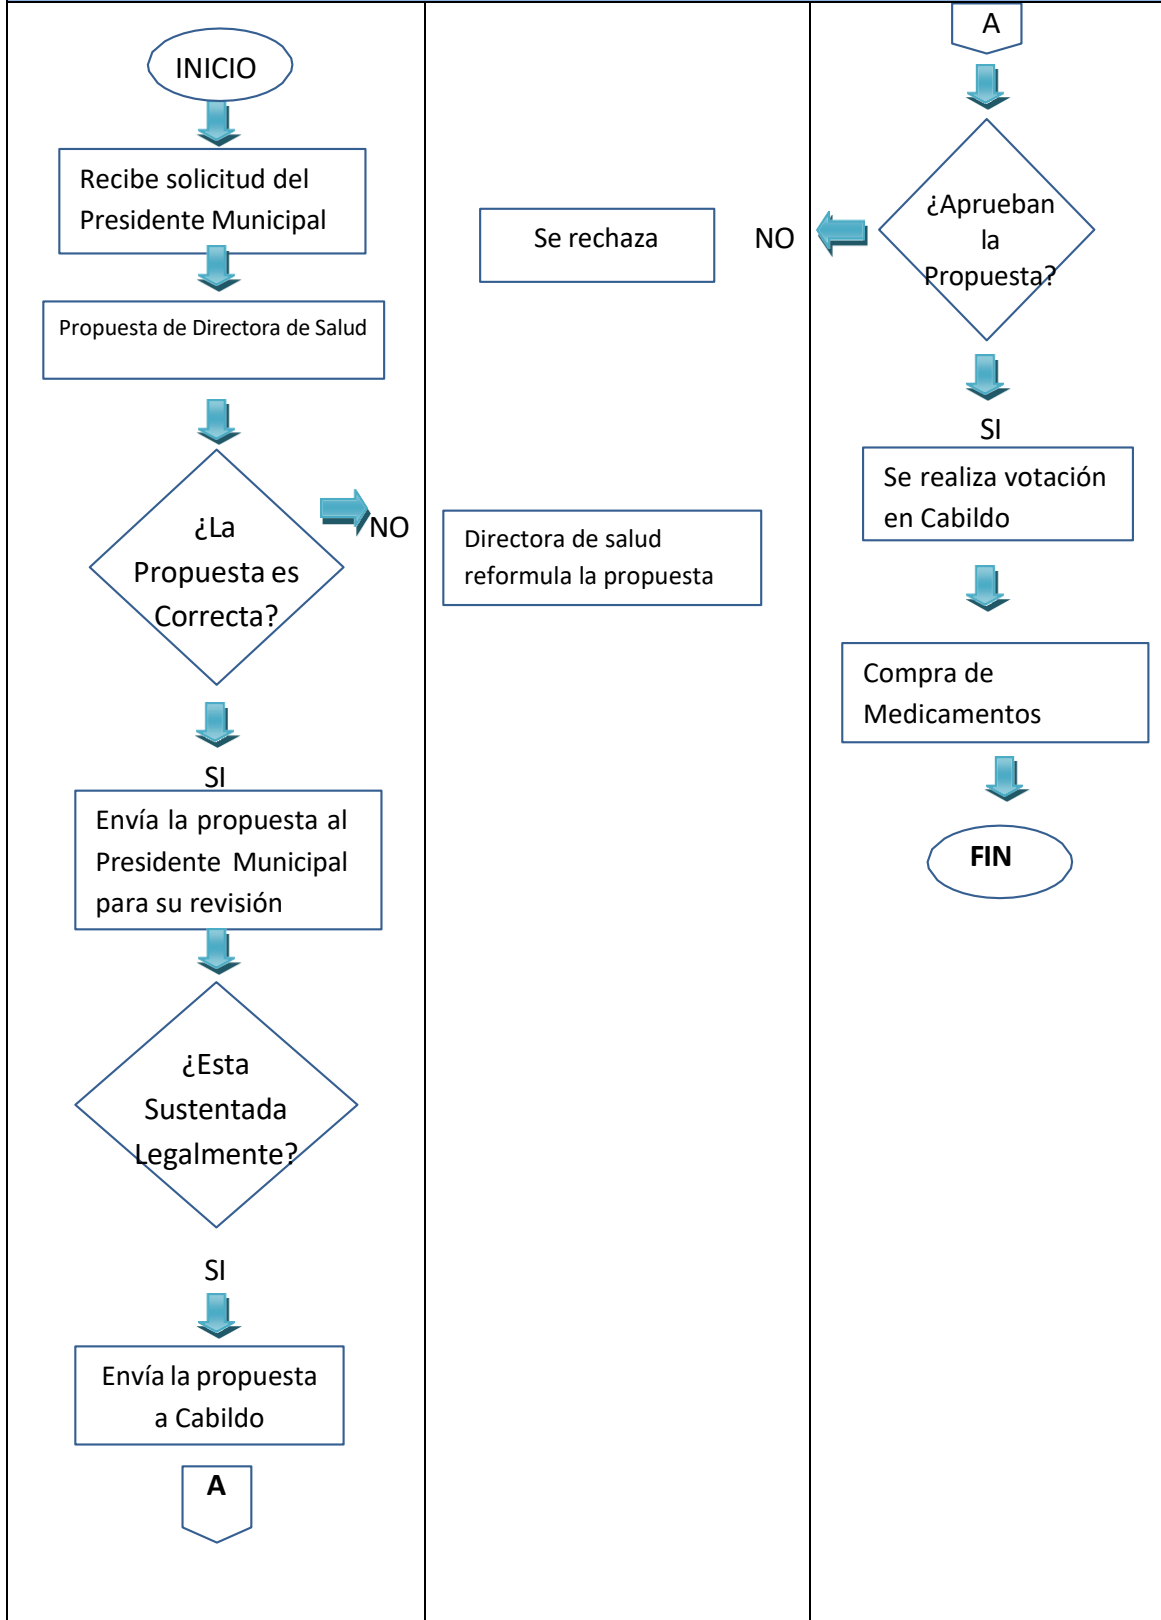 INICIO
Recibe solicitud del
Presidente Municipal
Propuesta de Directora de Salud
¿La
Propuesta es
Correcta?
NO
SI
Envía la propuesta al
Presidente Municipal
para su revisión
¿Esta
Sustentada
Legalmente?
SI
Envía la propuesta
a Cabildo
A
Se rechaza
Directora de salud
reformula la propuesta
A
¿Aprueban
la
Propuesta?
NO
SI
Se realiza votación
en Cabildo
Compra de
Medicamentos
FIN